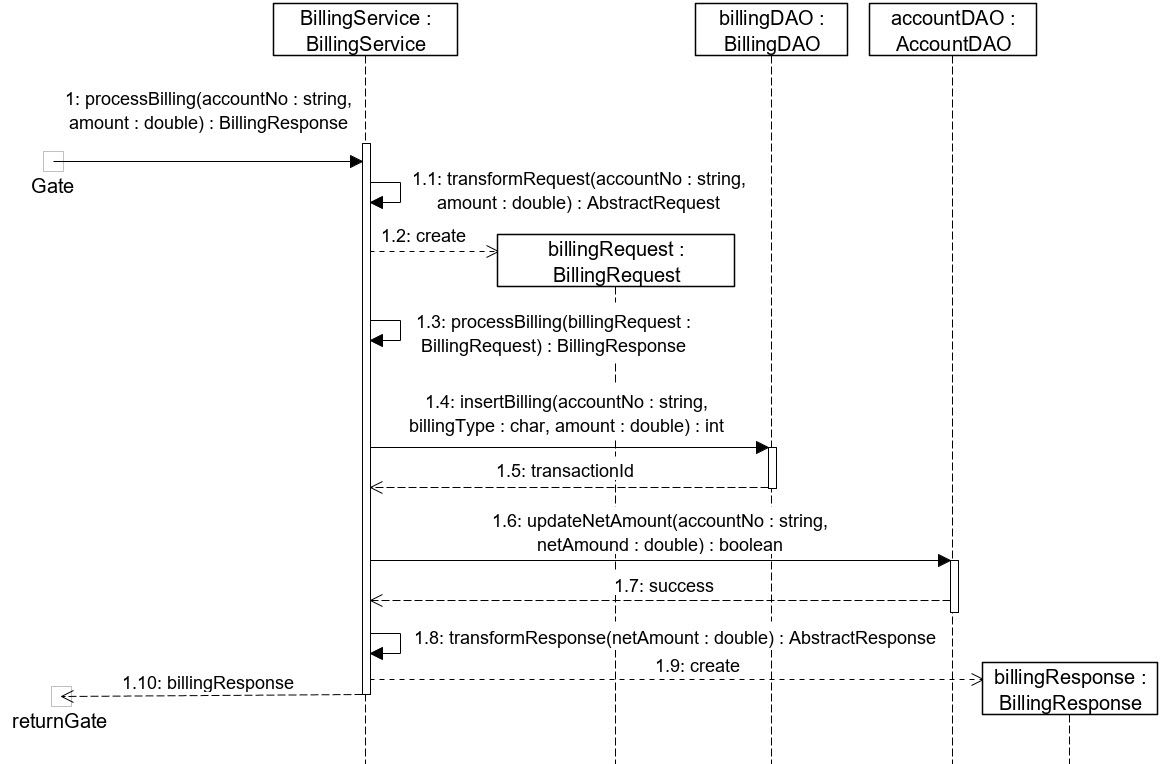 BillingService :
BillingService
billingDAO :
BillingDAO
accountDAO :
AccountDAO
1: processBilling(accountNo : string,
amount : double) : BillingResponse
Gate
1.1: transformRequest(accountNo : string,
amount : double) : AbstractRequest
1.2: create
billingRequest :
BillingRequest
1.3: processBilling(billingRequest :
BillingRequest) : BillingResponse
1.4: insertBilling(accountNo : string,
billingType : char, amount : double) : int
1.5: transactionId
1.6: updateNetAmount(accountNo : string,
netAmound : double) : boolean
1.7: success
1.8: transformResponse(netAmount : double) : AbstractResponse
1.9: create
billingResponse :
BillingResponse
1.10: billingResponse
returnGate